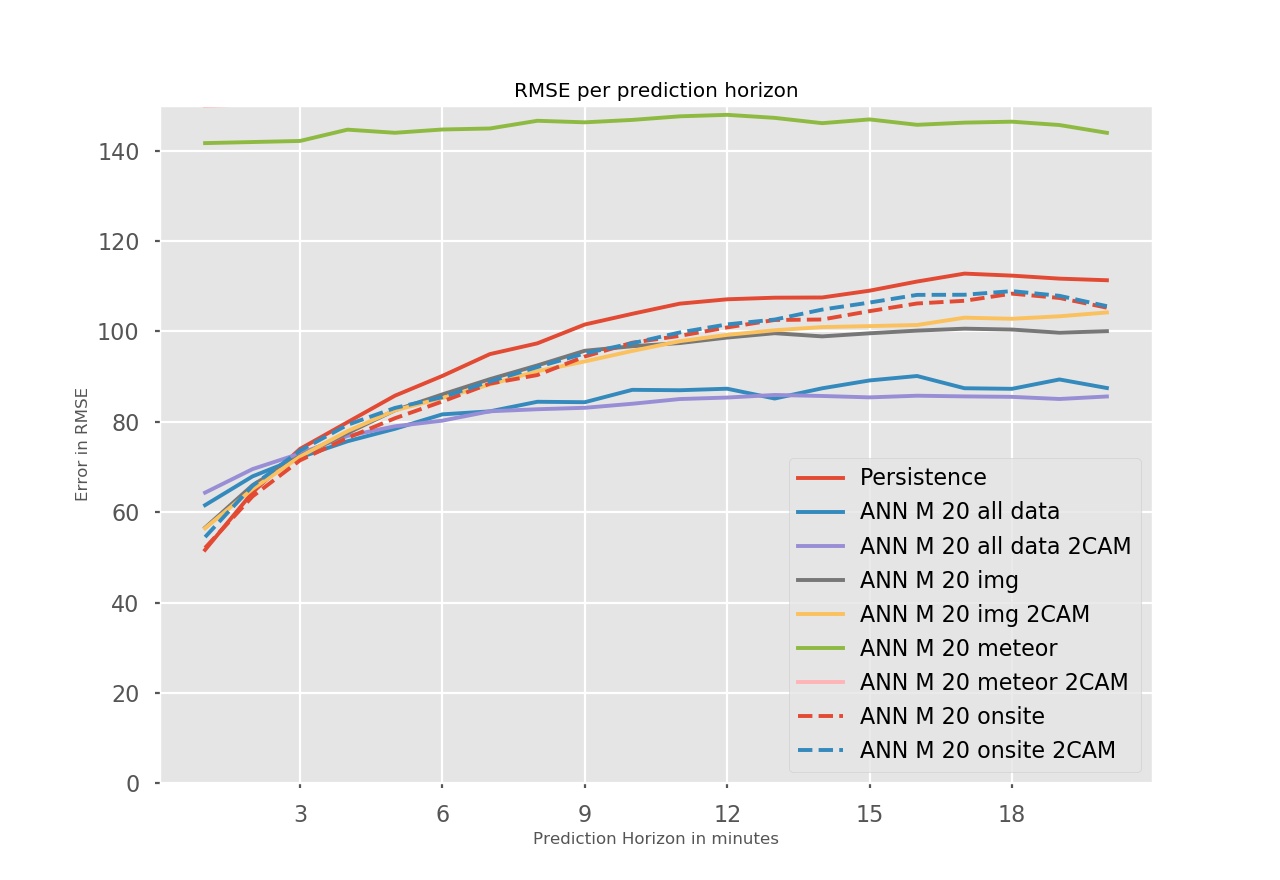 RMSE per prediction horizon
140
120
100
80
60
40
20
0
Error in RMSE
Persistence
ANN M 20 all data
ANN M 20 all data 2CAM
ANN M 20 img
ANN M 20 img 2CAM
ANN M 20 meteor
ANN M 20 meteor 2CAM
ANN M 20 onsite
ANN M 20 onsite 2CAM
3 6 9 12 15 18
Prediction Horizon in minutes